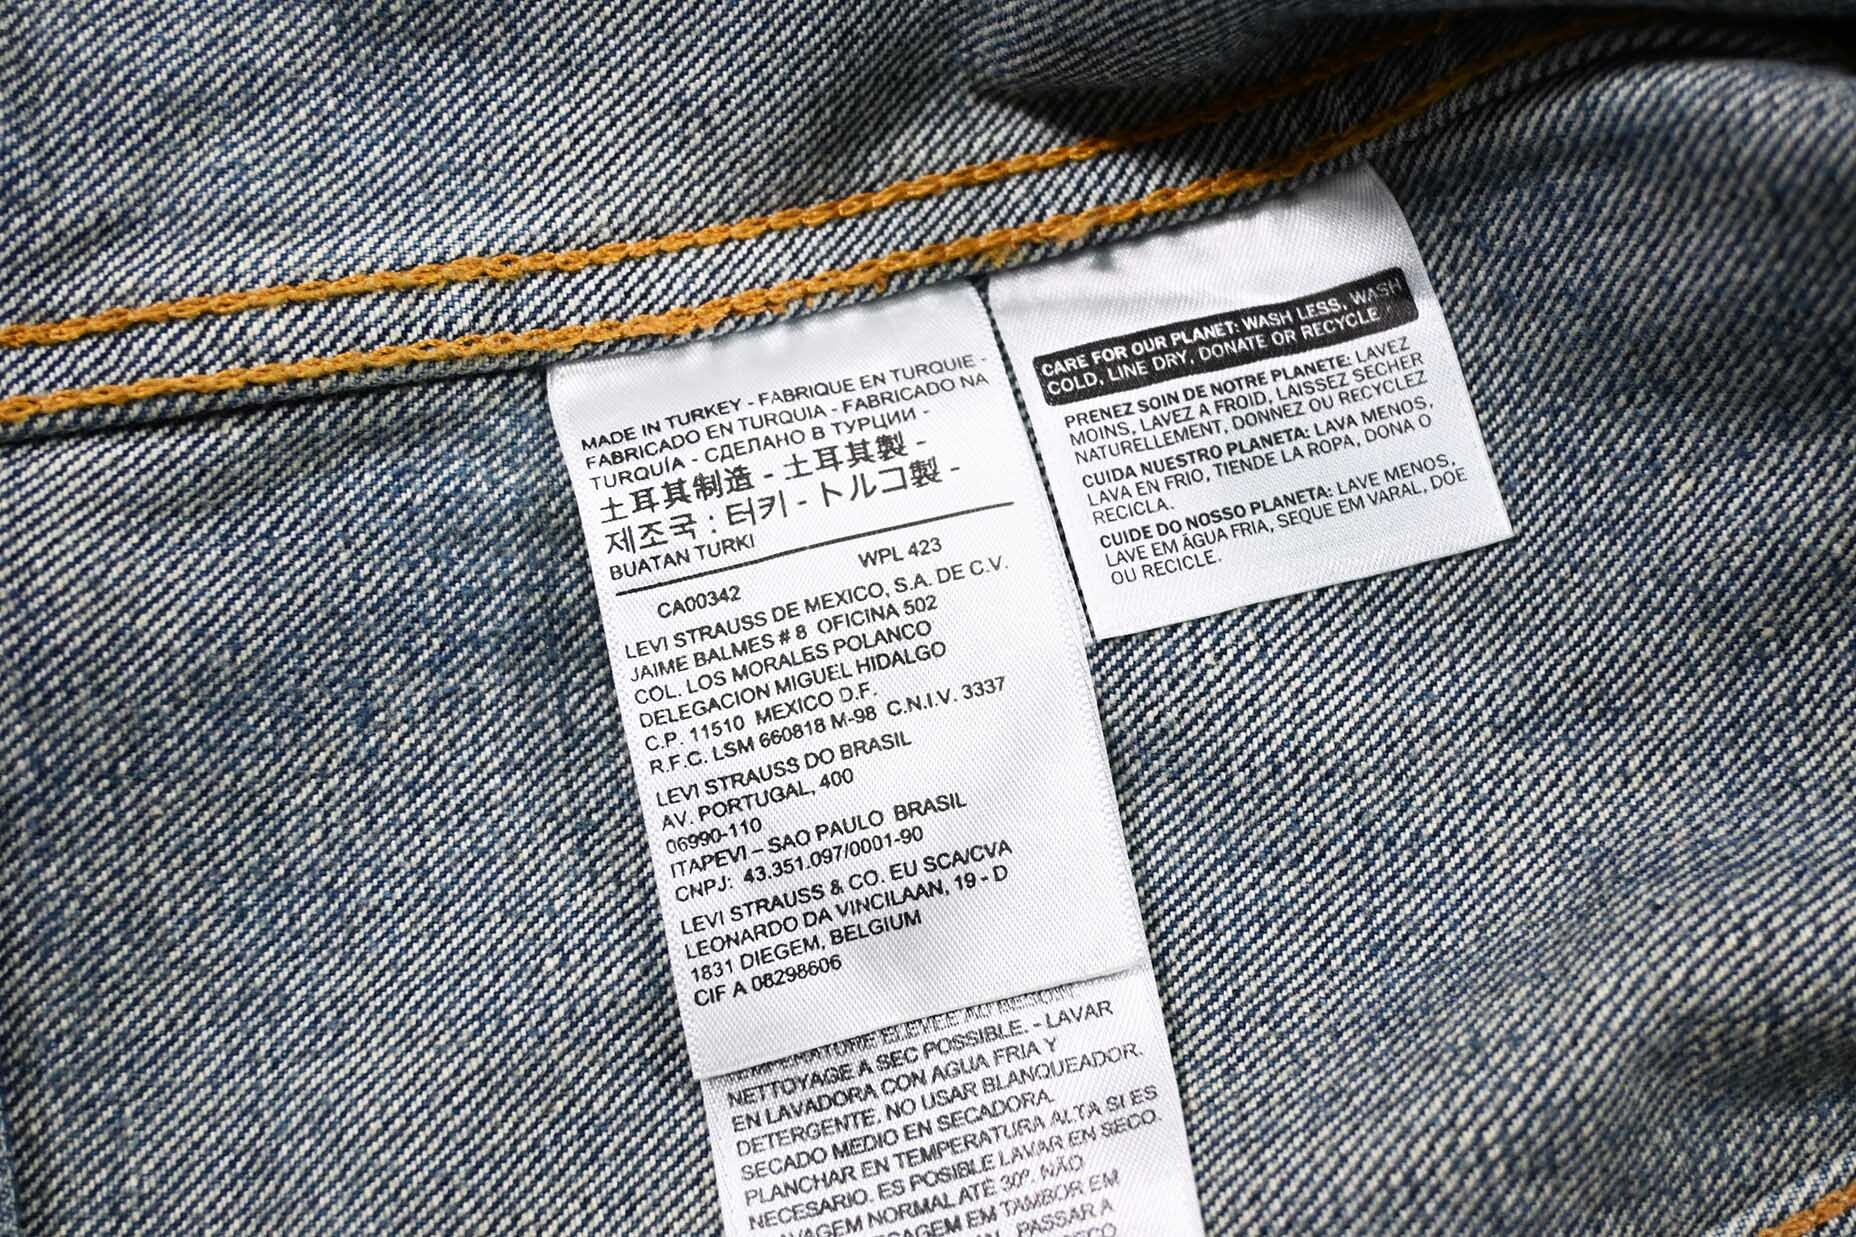 MADE IN TURKEY - FABRIQUE EN TURQUIE -
FABRICADO EN TURQUIA - FABRICADO NA
TURQUÍA - СДЕЛАНО В ТУРЦИИ -
土耳其制造 - 土耳其製 -
제조국 : 터키 - トルコ製 -
BUATAN TURKI
CA00342 WPL 423
LEVI STRAUSS DE MEXICO, S.A. DE C.V.
JAIME BALMES # 8 OFICINA 502
COL. LOS MORALES POLANCO
DELEGACION MIGUEL HIDALGO
C.P. 11510 MEXICO D.F.
R.F.C. LSM 660818 M-98 C.N.I.V. 3337
LEVI STRAUSS DO BRASIL
AV. PORTUGAL, 400
06990-110
ITAPEVI – SAO PAULO BRASIL
CNPJ: 43.351.097/0001-90
LEVI STRAUSS & CO. EU SCA/CVA
LEONARDO DA VINCILAAN, 19 - D
1831 DIEGEM, BELGIUM
CIF A 08298606
NETTOYAGE A SEC POSSIBLE. - LAVAR
EN LAVADORA CON AGUA FRIA Y
DETERGENTE. NO USAR BLANQUEADOR.
SECADO MEDIO EN SECADORA.
PLANCHAR EN TEMPERATURA ALTA SI ES
NECESARIO. ES POSIBLE LAVAR EN SECO.
NORMAL ATÉ 30º. NÃO
EM TAMBOR EM
PASSAR A
CARE FOR OUR PLANET: WASH LESS, WASH
COLD, LINE DRY, DONATE OR RECYCLE
PRENEZ SOIN DE NOTRE PLANETE: LAVEZ
MOINS, LAVEZ A FROID, LAISSEZ SECHER
NATURELLEMENT, DONNEZ OU RECYCLEZ
CUIDA NUESTRO PLANETA: LAVA MENOS,
LAVA EN FRIO, TIENDE LA ROPA, DONA O
RECICLA.
CUIDE DO NOSSO PLANETA: LAVE MENOS,
LAVE EM ÁGUA FRIA, SEQUE EM VARAL, DOE
OU RECICLE.